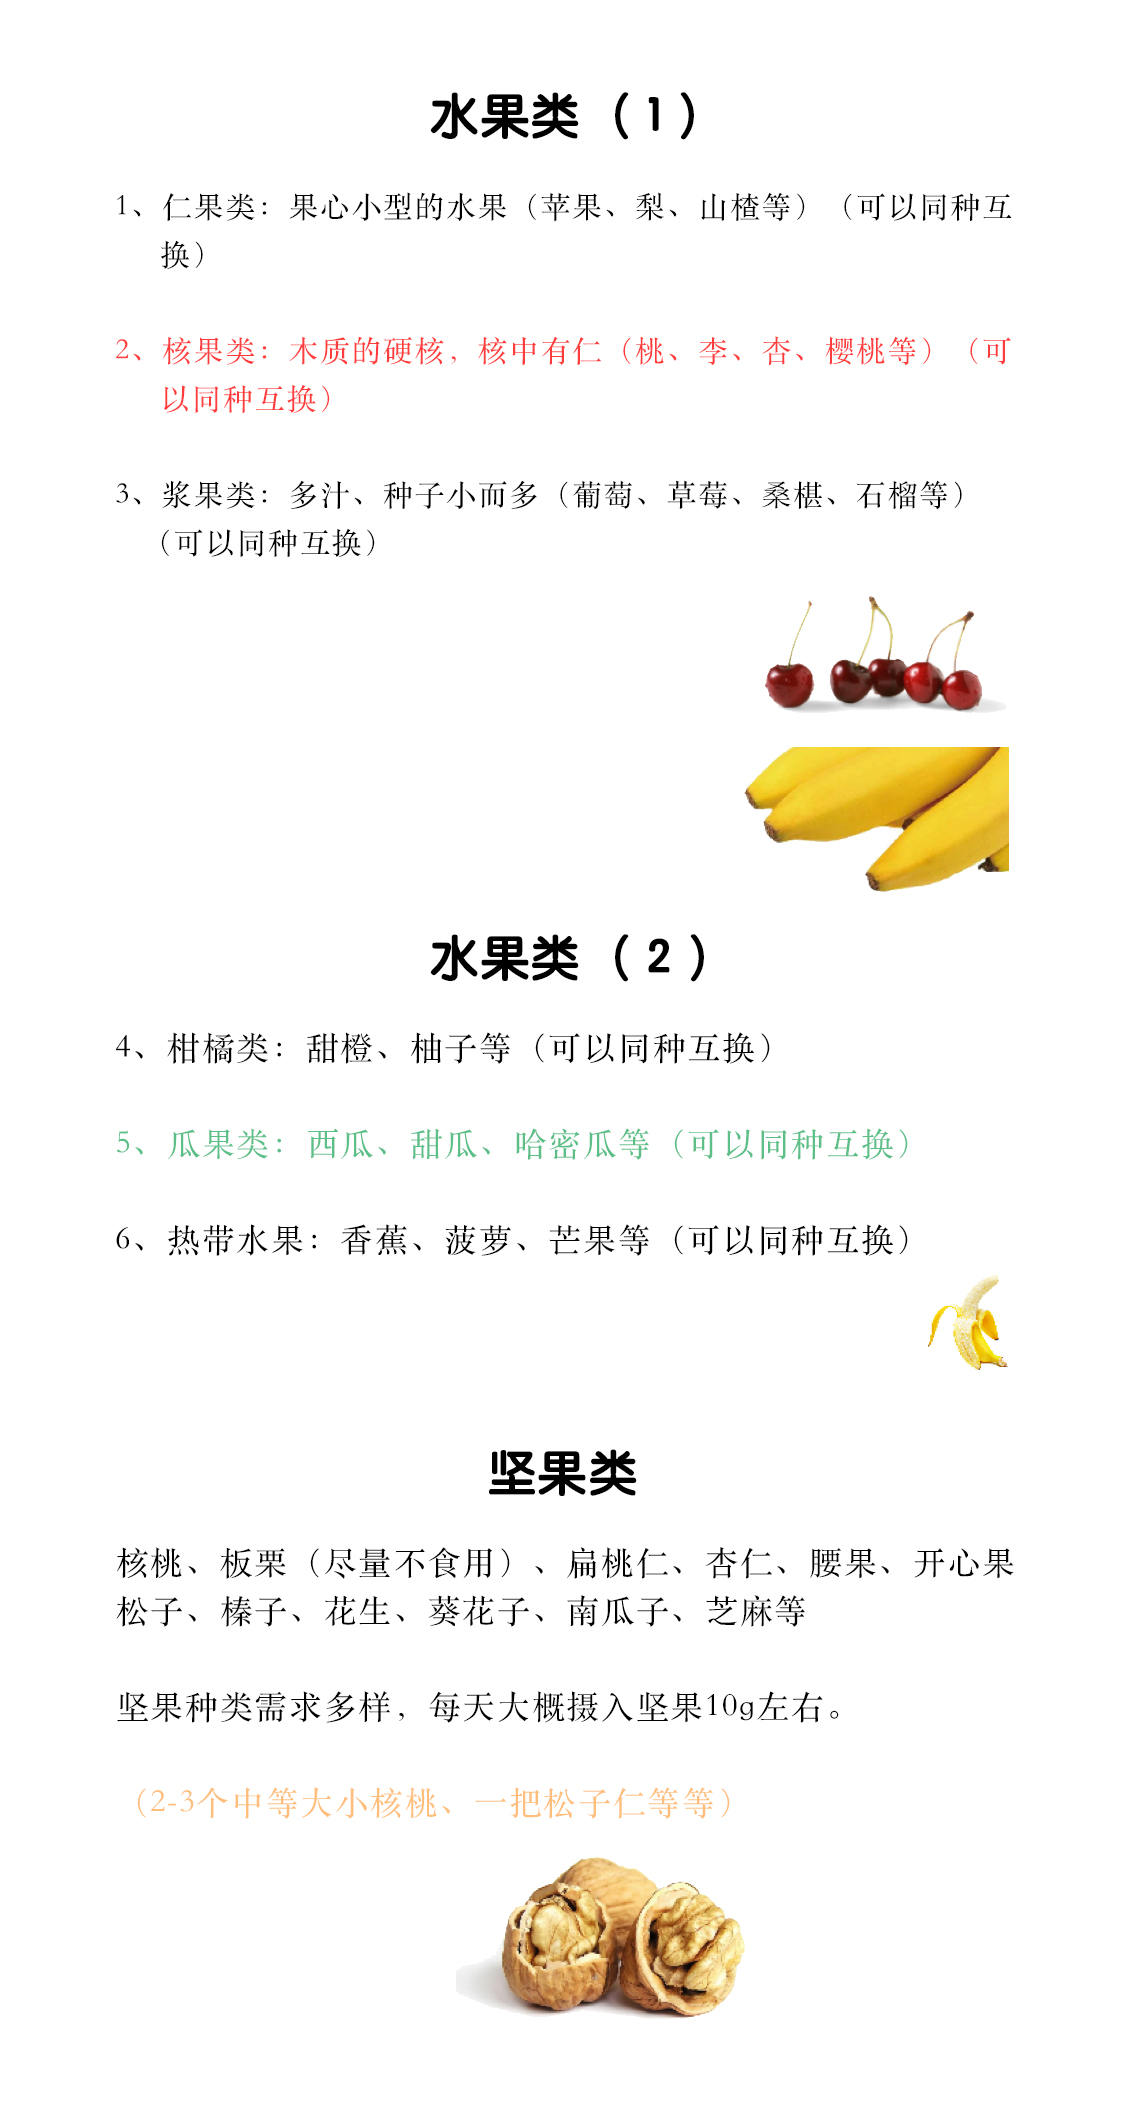 水果类（1）
1、仁果类：果心小型的水果（苹果、梨、山楂等）（可以同种互
换）
2、核果类：木质的硬核，核中有仁（桃、李、杏、樱桃等）（可
以同种互换）
3、浆果类：多汁、种子小而多（葡萄、草莓、桑椹、石榴等）
（可以同种互换）
水果类（2）
4、柑橘类：甜橙、柚子等（可以同种互换）
5、瓜果类：西瓜、甜瓜、哈密瓜等（可以同种互换）
6、热带水果：香蕉、菠萝、芒果等（可以同种互换）
坚果类
核桃、板栗（尽量不食用）、扁桃仁、杏仁、腰果、开心果
松子、榛子、花生、葵花子、南瓜子、芝麻等
坚果种类需求多样，每天大概摄入坚果10g左右。
（2-3个中等大小核桃、一把松子仁等等）